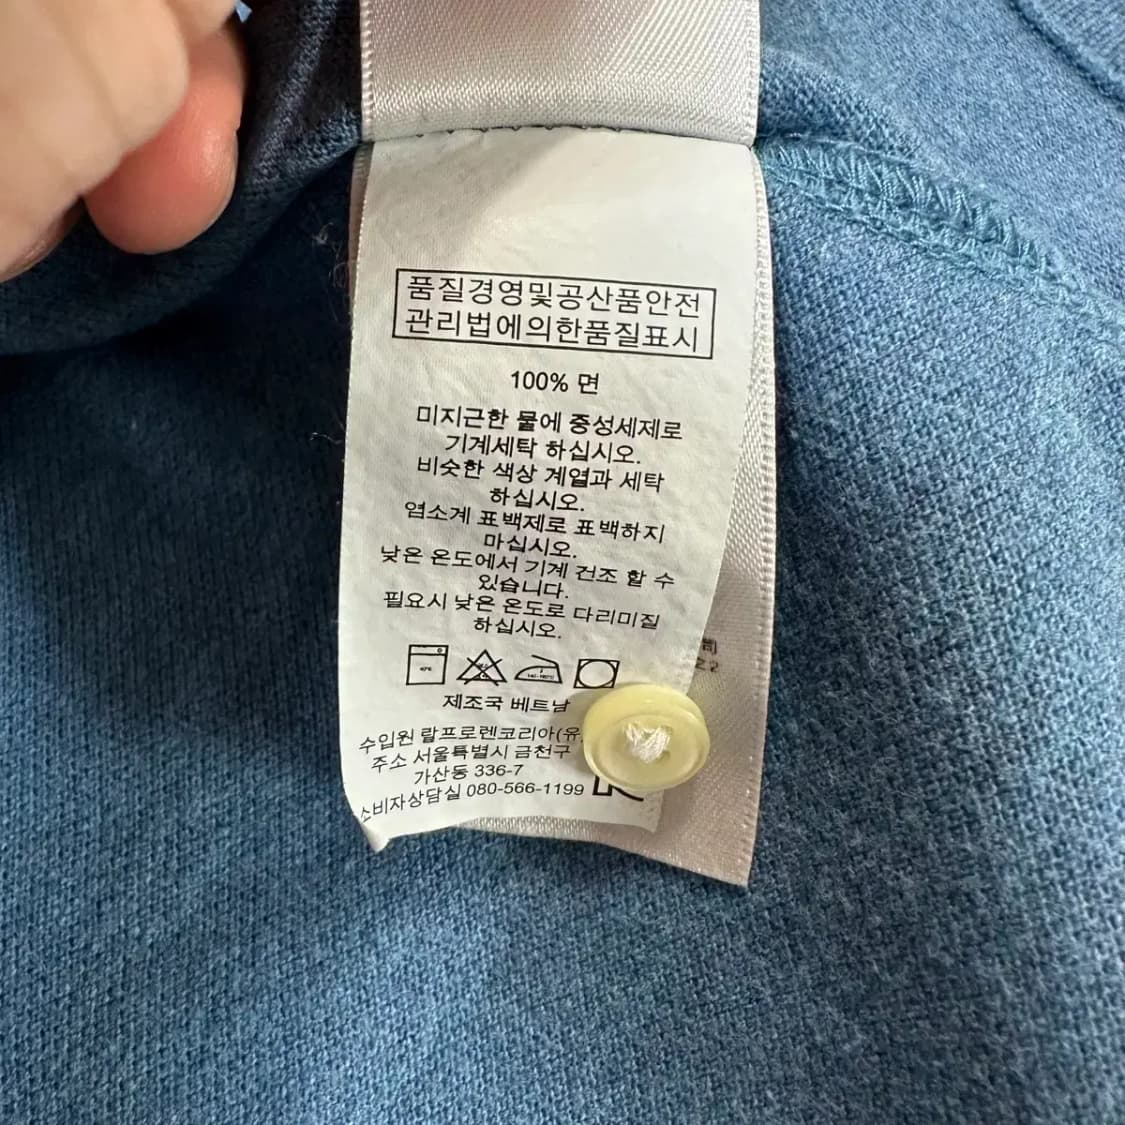 품질경영및공산품안전
관리법에의한품질표시
100% 면
미지근한 물에 중성세제로
기계세탁 하십시오.
비슷한 색상 계열과 세탁
하십시오.
염소계 표백제로 표백하지
마십시오.
낮은 온도에서 기계 건조 할 수
있습니다.
필요시 낮은 온도로 다리미질
하십시오.
제조국 베트남
수입원 랄프로렌코리아(유
주소 서울특별시 금천구
가산동 336-7
소비자상담실 080-566-1199